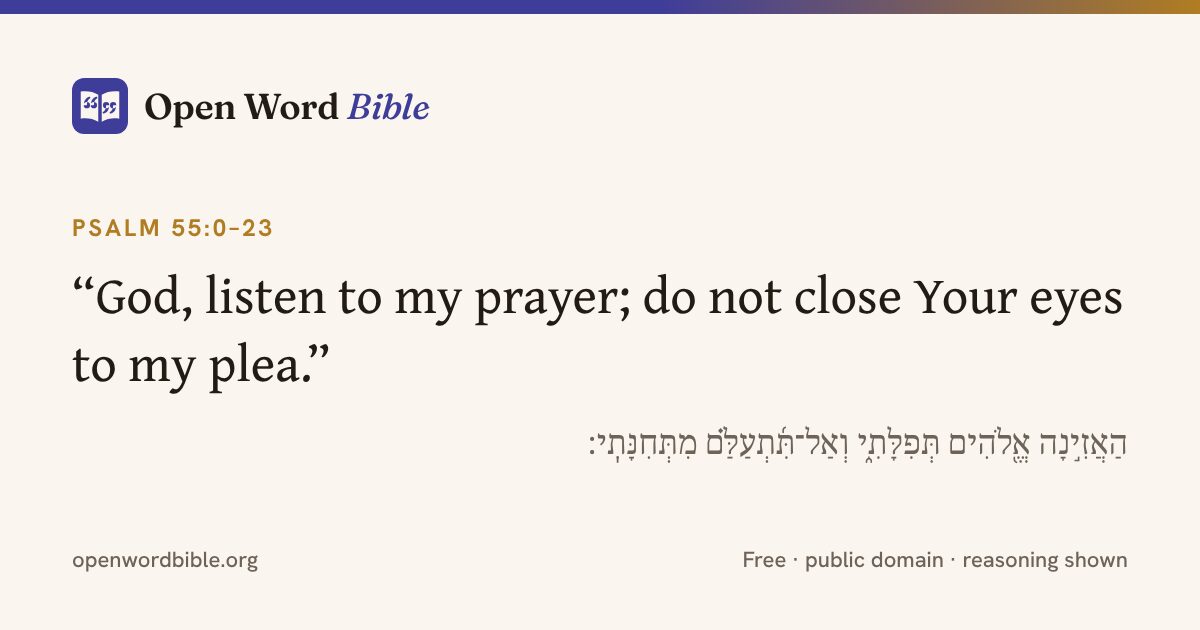 Open Word Bible
PSALM 55:0–23
“God, listen to my prayer; do not close Your eyes
to my plea.”
הַאֲזִ֣ינָה אֱ֭לֹהִים תְּפִלָּתִ֑י וְאַל־תִּ֝תְעַלַּ֗ם מִתְּחִנָּתִֽי׃
openwordbible.org
Free · public domain · reasoning shown